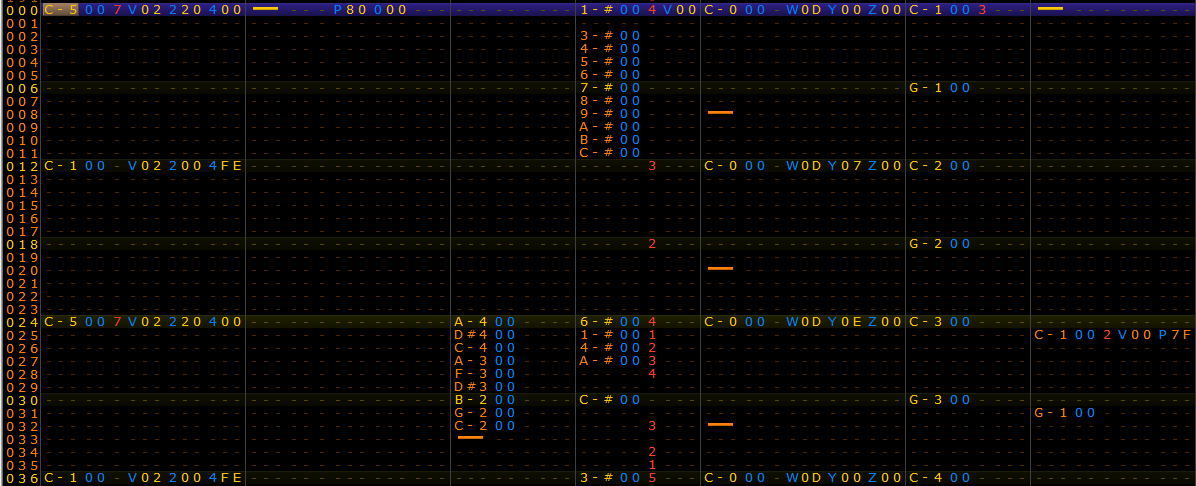 000 C-5 00 7 V02 220 400 P80 000 1-# 00 4 V00 C-0 00 W0D Y00 Z00 C-1 00 3
001
002 3-# 00
003 4-# 00
004 5-# 00
005 6-# 00
006 7-# 00 G-1 00
007 8-# 00
008 9-# 00
009 A-# 00
010 B-# 00
011 C-# 00
012 C-1 00 V02 200 4FE 3 C-0 00 W0D Y07 Z00 C-2 00
013
014
015
016
017
018 2 G-2 00
019
020
021
022
023
024 C-5 00 7 V02 220 400 A-4 00 6-# 00 4 C-0 00 W0D Y0E Z00 C-3 00
025 D#4 00 1-# 00 1 C-1 00 2 V00 P7F
026 C-4 00 4-# 00 2
027 A-3 00 A-# 00 3
028 F-3 00 4
029 D#3 00
030 B-2 00 C-# 00 G-3 00
031 G-2 00 G-1 00
032 C-2 00 3
033
034 2
035 1
036 C-1 00 V02 200 4FE 3-# 00 5 C-0 00 W0D Y00 Z00 C-4 00